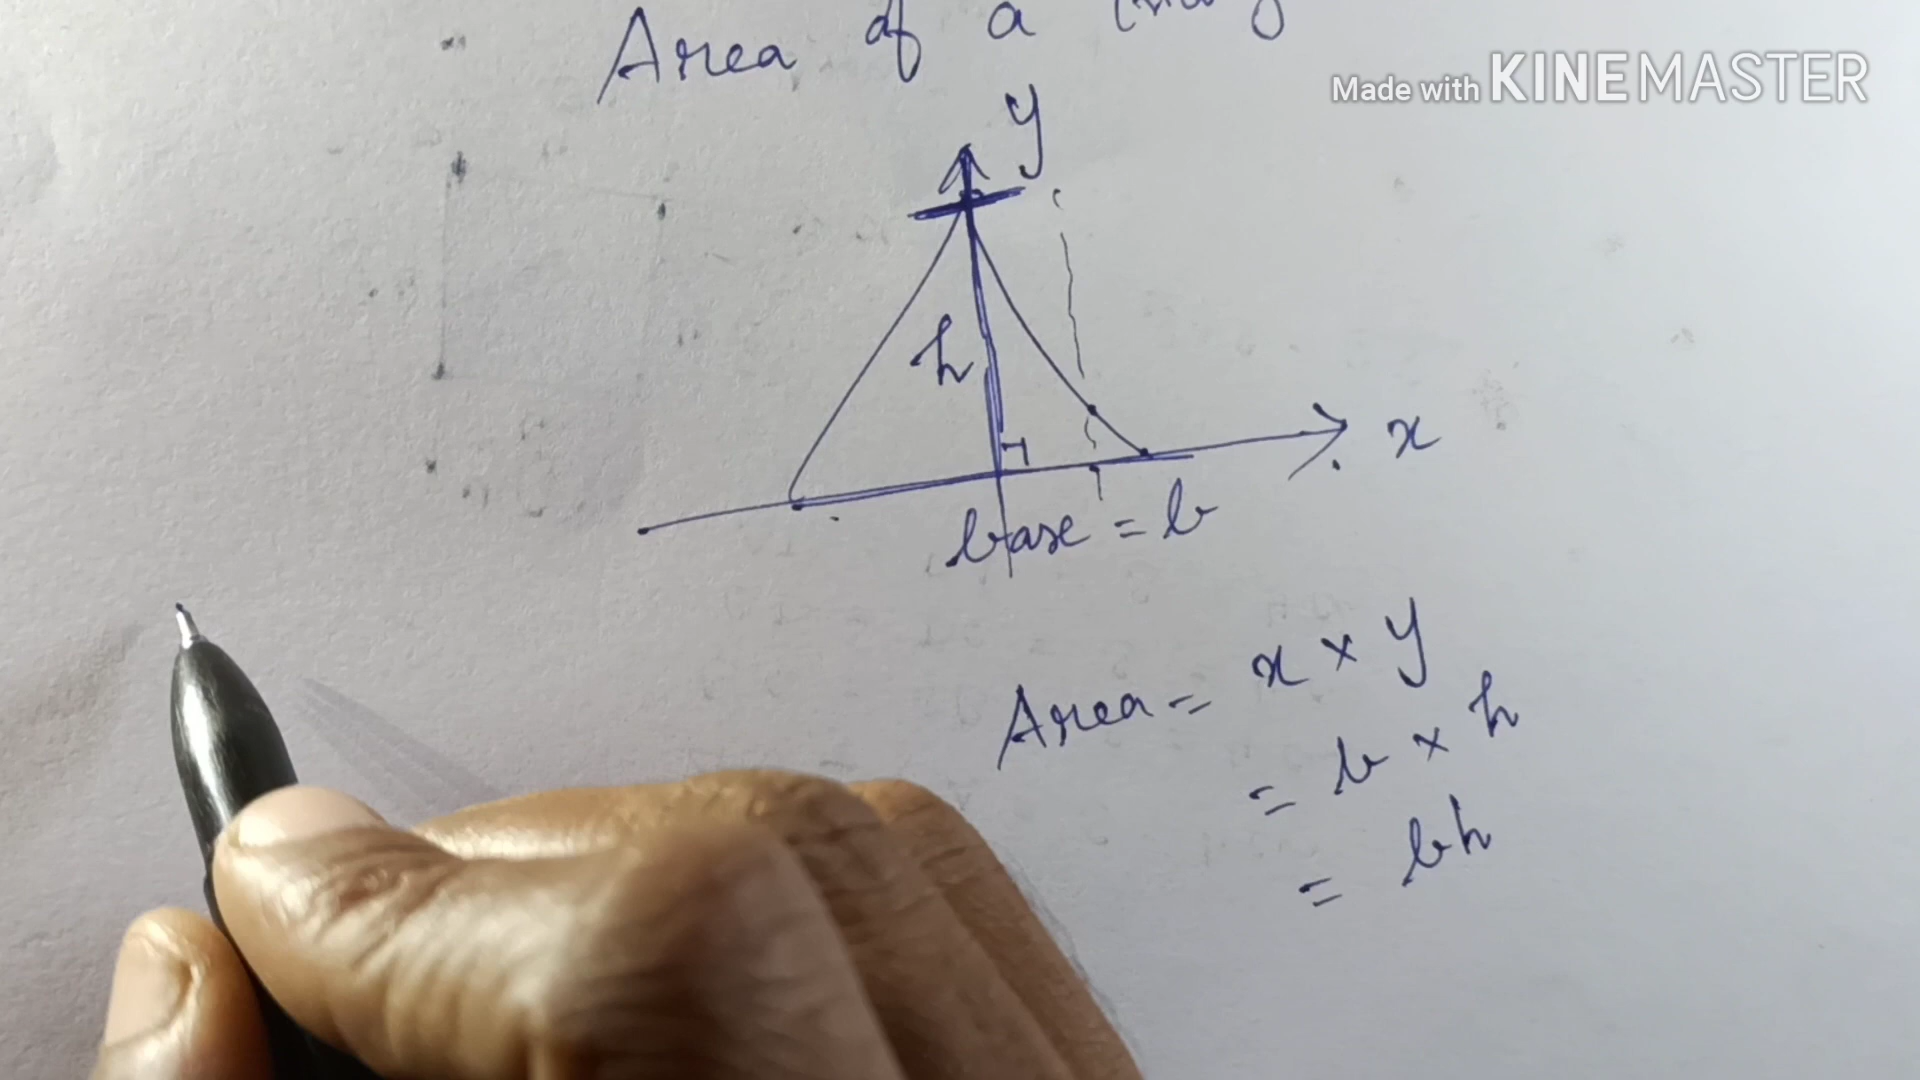 Area of a
Made with KINEMASTER
y
h
x
base = b
Area = x × y
= b × h
= bh